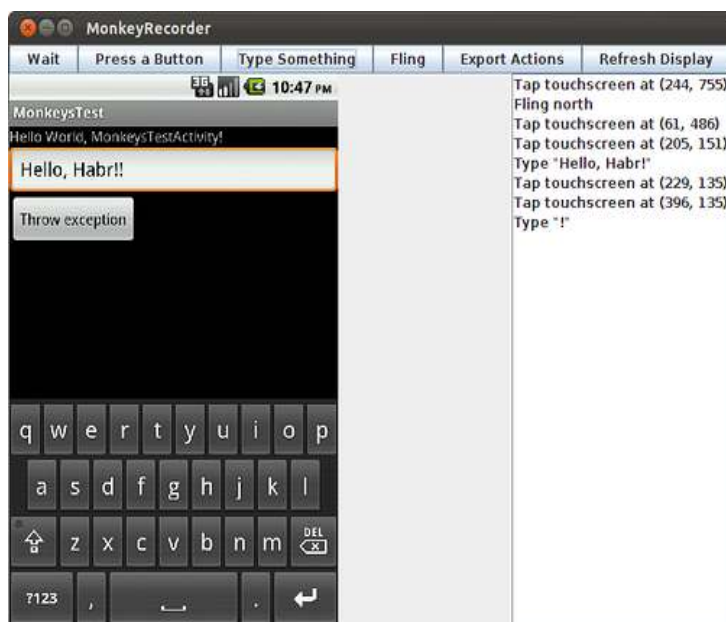 MonkeyRecorder
Wait Press a Button Type Something Fling Export Actions Refresh Display
3G 10:47 PM
MonkeysTest
Hello World, MonkeysTestActivity!
Hello, Habr!!
Throw exception
q w e r t y u i o p
a s d f g h j k l
z x c v b n m DEL
?123 , .
Tap touchscreen at (244, 755)
Fling north
Tap touchscreen at (61, 486)
Tap touchscreen at (205, 151)
Type "Hello, Habr!"
Tap touchscreen at (229, 135)
Tap touchscreen at (396, 135)
Type "!"